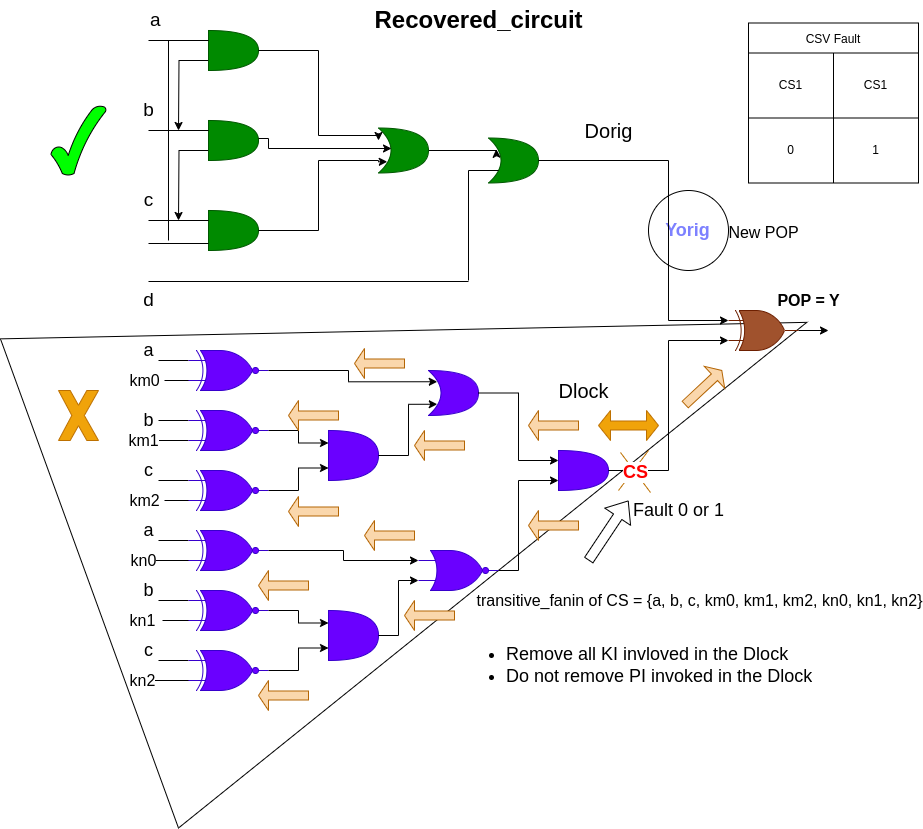 Recovered_circuit
a
CSV Fault
CS1 CS1
0 1
b
Dorig
c
Yorig
New POP
d
POP = Y
a
km0
X
b
km1
c
km2
a
kn0
b
kn1
c
kn2
Dlock
CS
Fault 0 or 1
transitive_fanin of CS = {a, b, c, km0, km1, km2, kn0, kn1, kn2}
• Remove all KI invloved in the Dlock
• Do not remove PI invoked in the Dlock